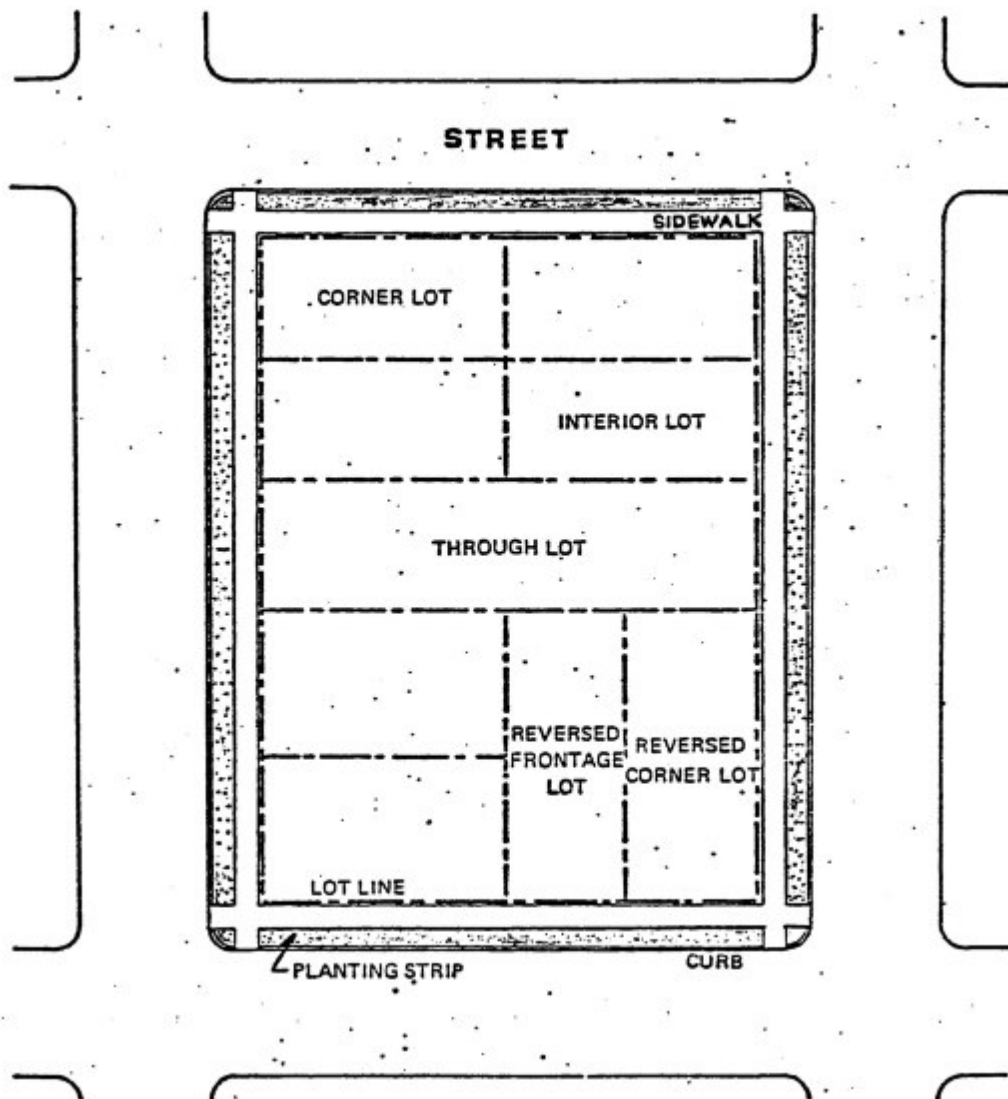 STREET
SIDEWALK
CORNER LOT
INTERIOR LOT
THROUGH LOT
REVERSED
FRONTAGE
LOT
REVERSED
CORNER LOT
LOT LINE
PLANTING STRIP
CURB